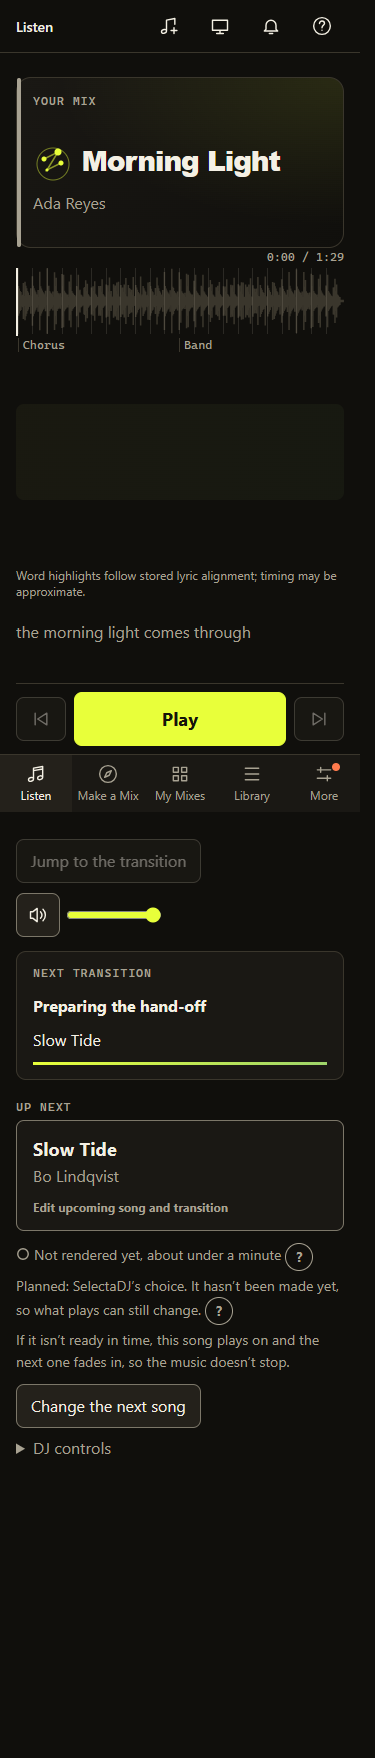 Listen
YOUR MIX
Morning Light
Ada Reyes
0:00 / 1:29
Chorus
Band
Word highlights follow stored lyric alignment; timing may be
approximate.
the morning light comes through
Play
Listen
Make a Mix
My Mixes
Library
More
Jump to the transition
NEXT TRANSITION
Preparing the hand-off
Slow Tide
UP NEXT
Slow Tide
Bo Lindqvist
Edit upcoming song and transition
Not rendered yet, about under a minute ?
Planned: SelectaDJ’s choice. It hasn’t been made yet,
so what plays can still change. ?
If it isn’t ready in time, this song plays on and the
next one fades in, so the music doesn’t stop.
Change the next song
DJ controls